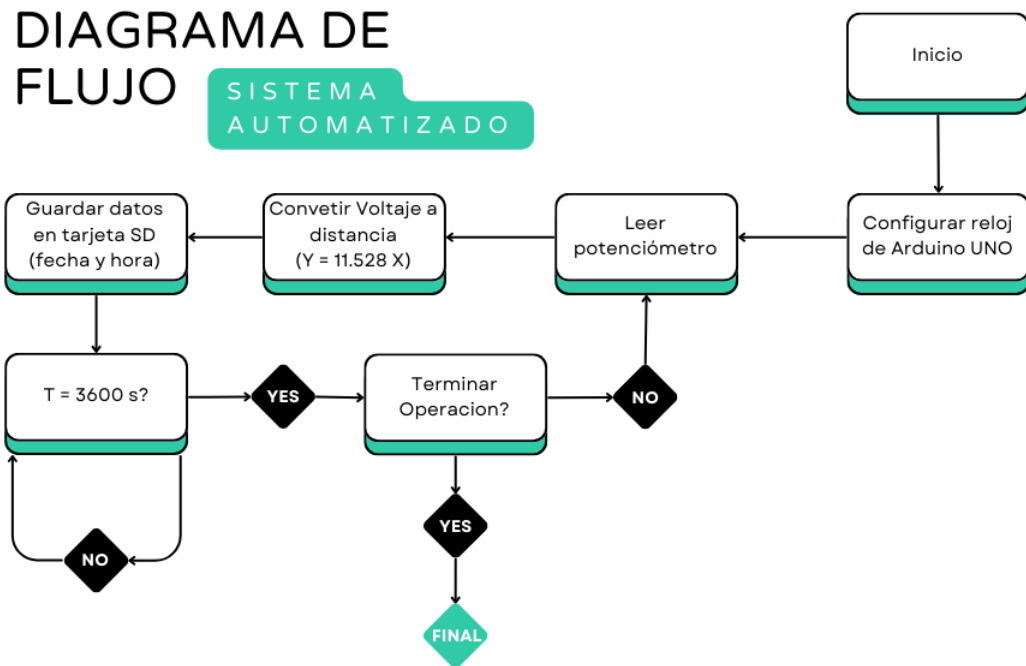 DIAGRAMA DE
FLUJO
SISTEMA
AUTOMATIZADO
Inicio
Configurar reloj
de Arduino UNO
Leer
potenciómetro
Convetir Voltaje a
distancia
(Y = 11.528 X)
Guardar datos
en tarjeta SD
(fecha y hora)
T = 3600 s?
YES
Terminar
Operacion?
NO
NO
YES
FINAL